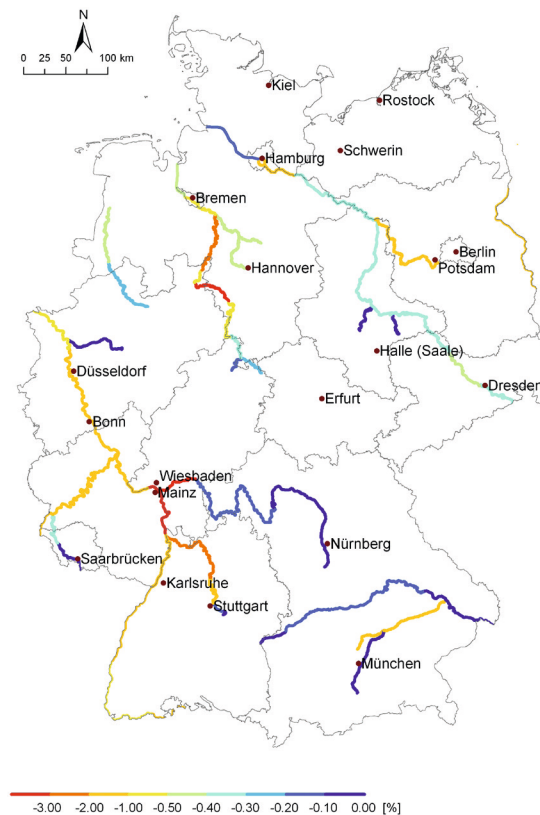 N
0 25 50 100 km
Kiel
Rostock
Schwerin
Hamburg
Bremen
Berlin
Potsdam
Hannover
Halle (Saale)
Düsseldorf
Dresden
Erfurt
Bonn
Wiesbaden
Mainz
Nürnberg
Saarbrücken
Karlsruhe
Stuttgart
München
-3.00 -2.00 -1.00 -0.50 -0.40 -0.30 -0.20 -0.10 0.00 [%]